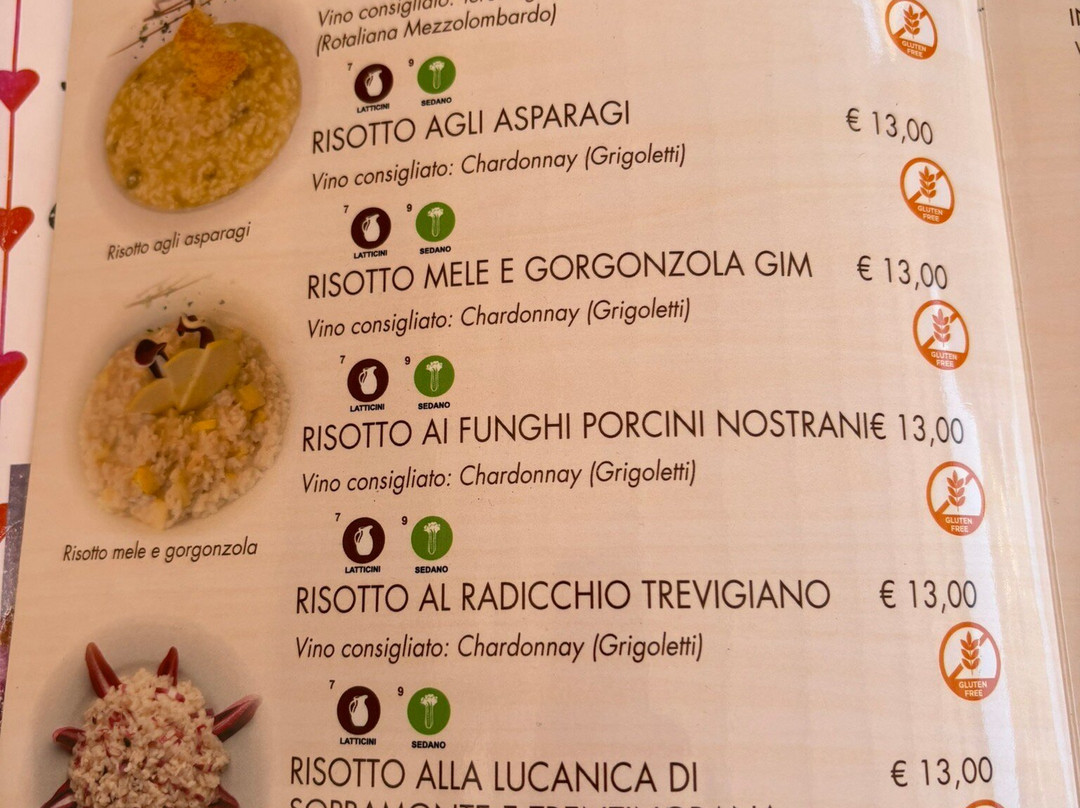 Vino consigliato:
(Rotaliana Mezzolombardo)
GLUTEN
FREE
7 9
LATTICINI SEDANO
RISOTTO AGLI ASPARAGI € 13,00
Vino consigliato: Chardonnay (Grigoletti)
GLUTEN
FREE
Risotto agli asparagi
7 9
LATTICINI SEDANO
RISOTTO MELE E GORGONZOLA GIM € 13,00
Vino consigliato: Chardonnay (Grigoletti)
GLUTEN
FREE
7 9
LATTICINI SEDANO
RISOTTO AI FUNGHI PORCINI NOSTRANI€ 13,00
Vino consigliato: Chardonnay (Grigoletti)
GLUTEN
FREE
Risotto mele e gorgonzola
7 9
LATTICINI SEDANO
RISOTTO AL RADICCHIO TREVIGIANO € 13,00
Vino consigliato: Chardonnay (Grigoletti)
GLUTEN
FREE
7 9
LATTICINI SEDANO
RISOTTO ALLA LUCANICA DI € 13,00